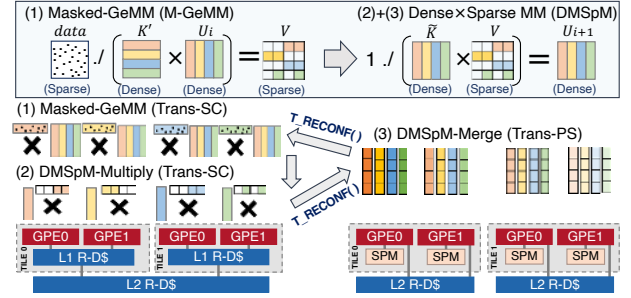 (1) Masked-GeMM (M-GeMM)
(2)+(3) Dense×Sparse MM (DMSpM)
data K′ Ui V
./ × =
(Sparse) (Dense) (Dense) (Sparse)
K̃ V Ui+1
1 ./ × =
(Dense) (Sparse) (Dense)
(1) Masked-GeMM (Trans-SC)
T_RECONF()
(3) DMSpM-Merge (Trans-PS)
(2) DMSpM-Multiply (Trans-SC)
T_RECONF()
TILE 0
GPE0 GPE1
L1 R-D$
TILE 1
GPE0 GPE1
L1 R-D$
L2 R-D$
TILE 0
GPE0 GPE1
SPM SPM
TILE 1
GPE0 GPE1
SPM SPM
L2 R-D$